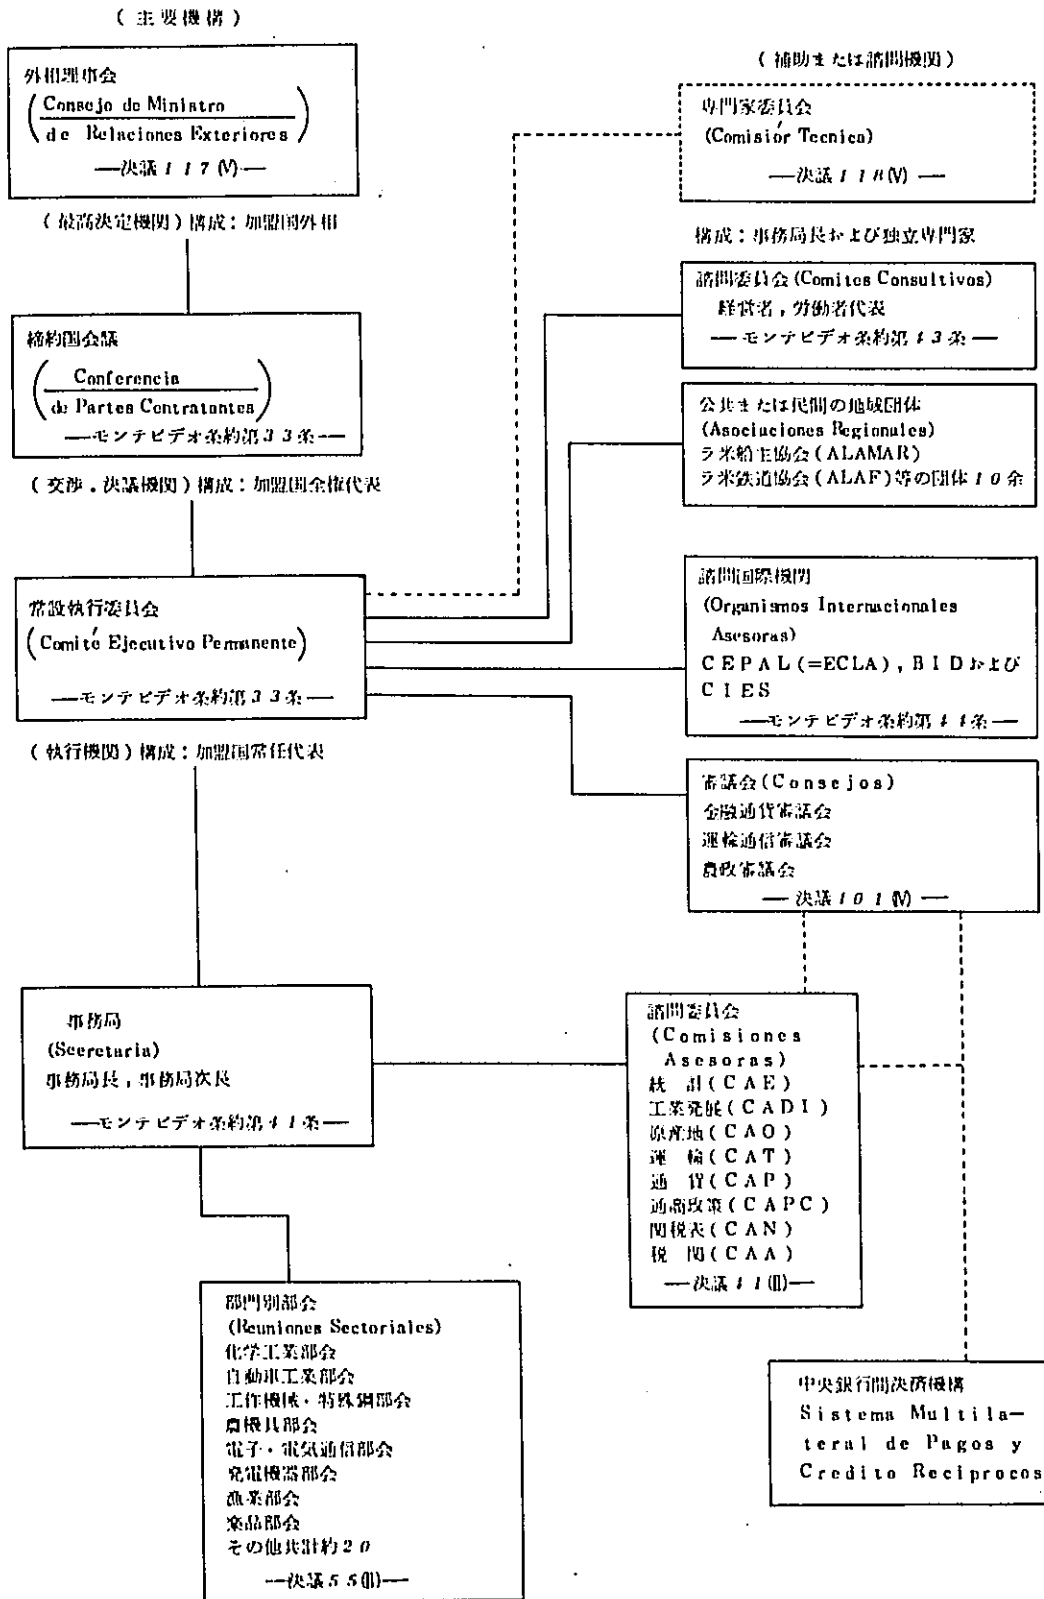 (主要機構)
外相理事会
(Consejo de Ministro
de Relaciones Exteriores)
—決議117(V)—
(最高決定機関)構成：加盟国外相
締約国会議
(Conferencia
de Partes Contratantes)
—モンテビデオ条約第33条—
(交渉．決議機関)構成：加盟国全権代表
常設執行委員会
(Comité Ejecutivo Permanente)
—モンテビデオ条約第33条—
(執行機関)構成：加盟国常任代表
事務局
(Secretaria)
事務局長，事務局次長
—モンテビデオ条約第41条—
部門別部会
(Reuniones Sectoriales)
化学工業部会
自動車工業部会
工作機械・特殊鋼部会
農機具部会
電子・電気通信部会
発電機器部会
漁業部会
薬品部会
その他共計約20
—決議55(II)—
(補助または諮問機関)
専門家委員会
(Comisiór Tecnica)
—決議118(V)—
構成：事務局長および独立専門家
諮問委員会(Comites Consultivos)
経営者，労働者代表
—モンテビデオ条約第43条—
公共または民間の地域団体
(Asociaciones Regionales)
ラ米船主協会(ALAMAR)
ラ米鉄道協会(ALAF)等の団体10余
諮問国際機関
(Organismos Internacionales
Asesoras)
CEPAL(=ECLA)，BIDおよび
CIES
—モンテビデオ条約第44条—
審議会(Consejos)
金融通貨審議会
運輸通信審議会
農政審議会
—決議101—
諮問委員会
(Comisiones
Asesoras)
統 計(CAE)
工業発展(CADI)
原産地(CAO)
運 輸(CAT)
通 貨(CAP)
通商政策(CAPC)
関税表(CAN)
税 関(CAA)
—決議41(II)—
中央銀行間決済機構
Sistema Multila-
teral de Pagos y
Credito Reciprocos